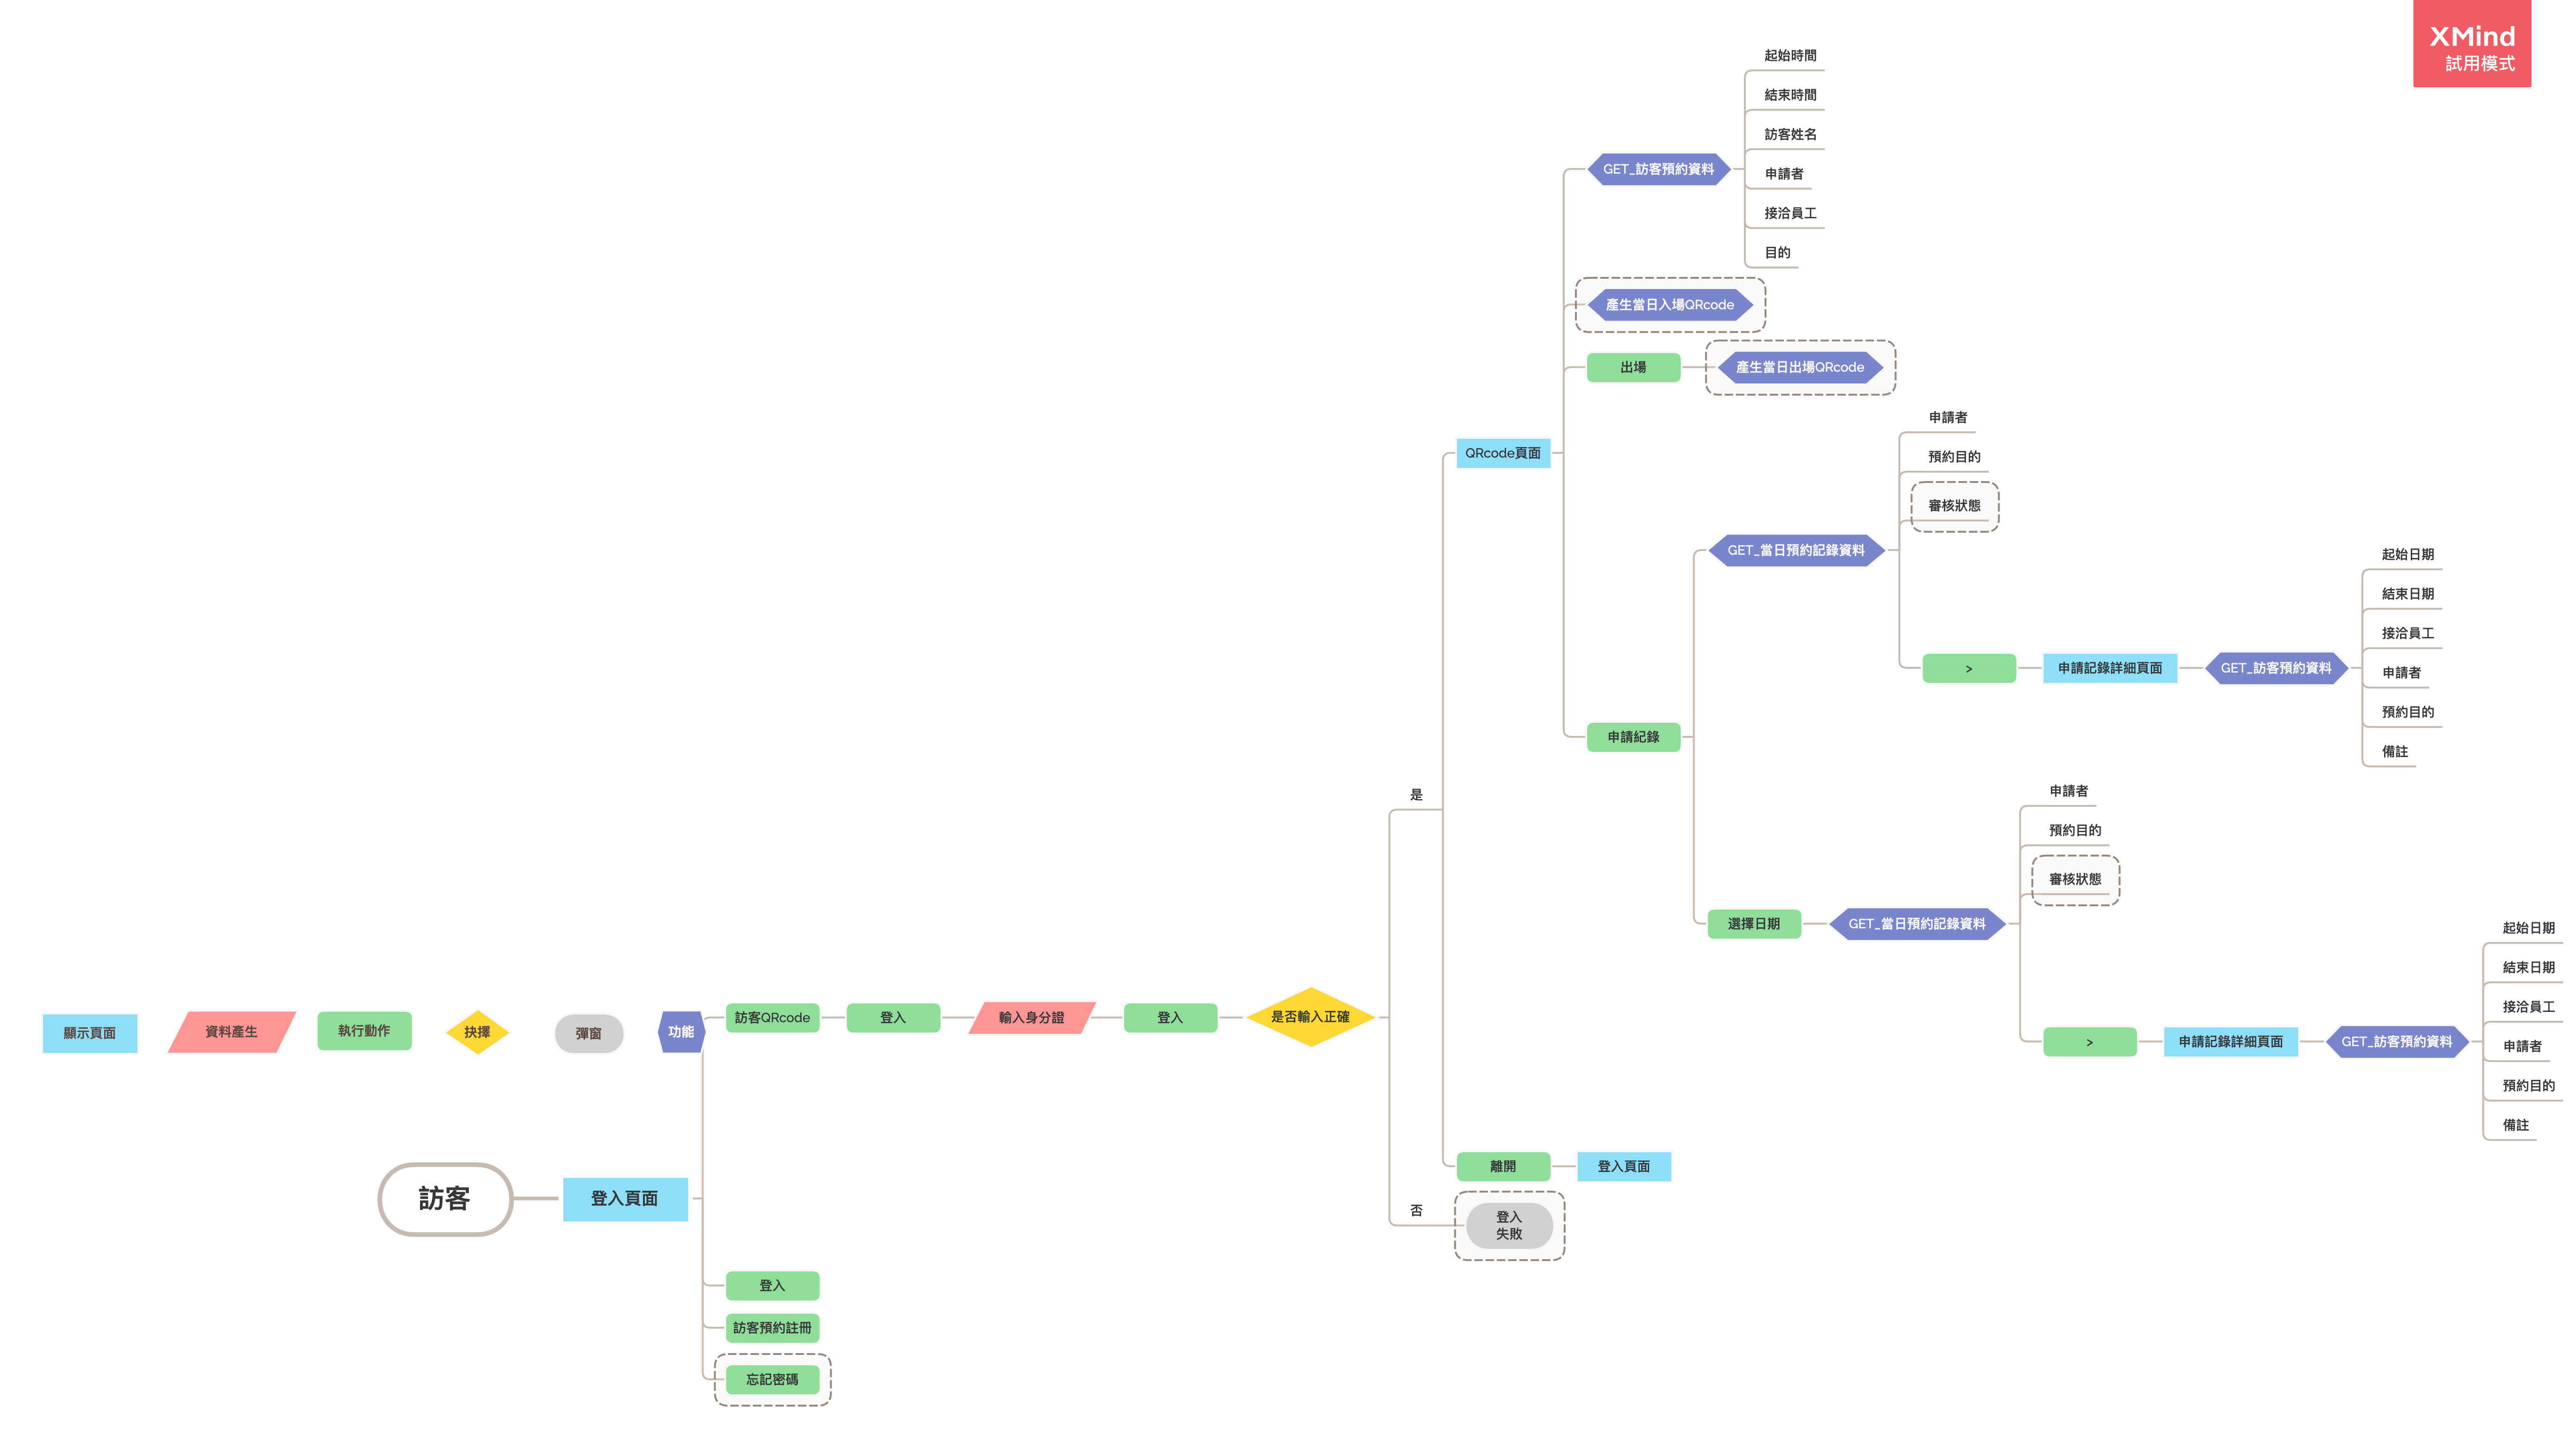 XMind
試用模式
起始時間
結束時間
訪客姓名
申請者
接洽員工
目的
GET_訪客預約資料
產生當日入場QRcode
出場
產生當日出場QRcode
QRcode頁面
申請者
預約目的
審核狀態
GET_當日預約記錄資料
>
申請記錄詳細頁面
GET_訪客預約資料
起始日期
結束日期
接洽員工
申請者
預約目的
備註
申請紀錄
是
申請者
預約目的
審核狀態
選擇日期
GET_當日預約記錄資料
>
申請記錄詳細頁面
GET_訪客預約資料
起始日期
結束日期
接洽員工
申請者
預約目的
備註
顯示頁面
資料產生
執行動作
抉擇
彈窗
功能
訪客QRcode
登入
輸入身分證
登入
是否輸入正確
離開
登入頁面
否
登入
失敗
訪客
登入頁面
登入
訪客預約註冊
忘記密碼